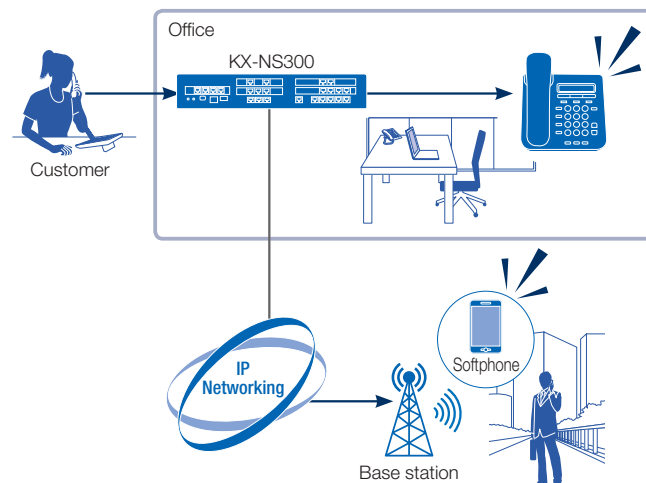 Office
KX-NS300
Customer
IP
Networking
Softphone
Base station